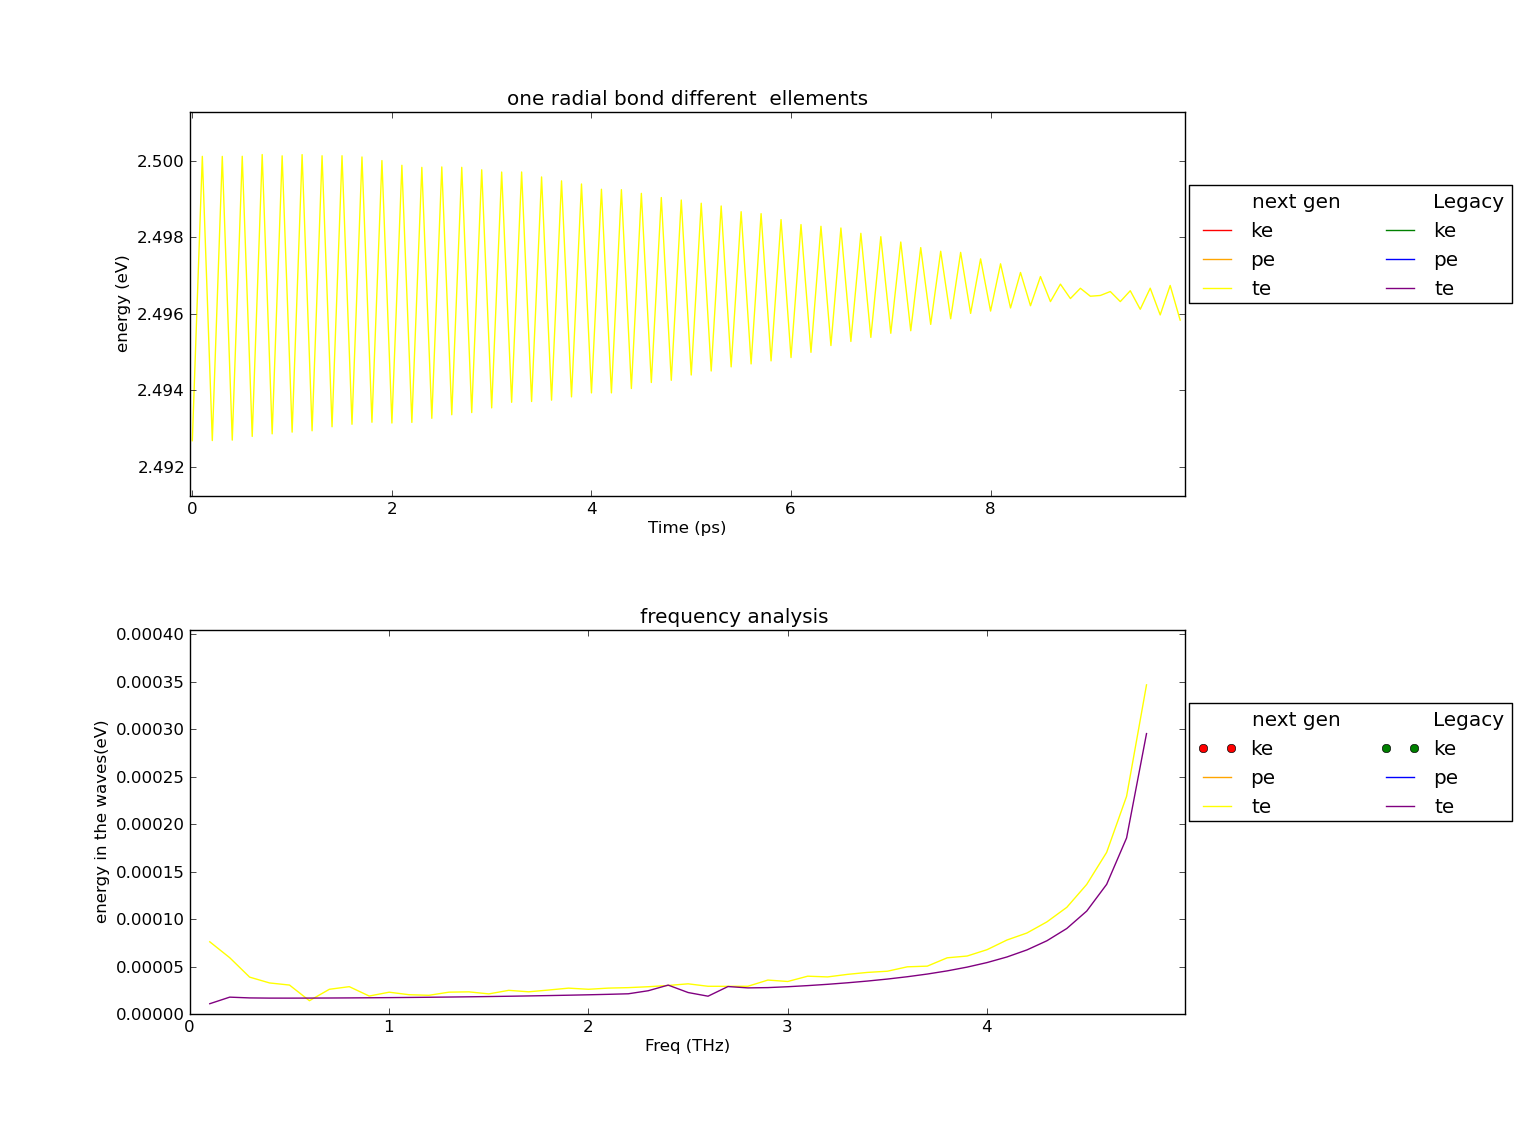 one radial bond different  ellements
2.500
2.498
2.496
2.494
2.492
energy (eV)
0 2 4 6 8
Time (ps)
next gen Legacy
ke ke
pe pe
te te
frequency analysis
0.00040
0.00035
0.00030
0.00025
0.00020
0.00015
0.00010
0.00005
0.00000
energy in the waves(eV)
0 1 2 3 4
Freq (THz)
next gen Legacy
ke ke
pe pe
te te